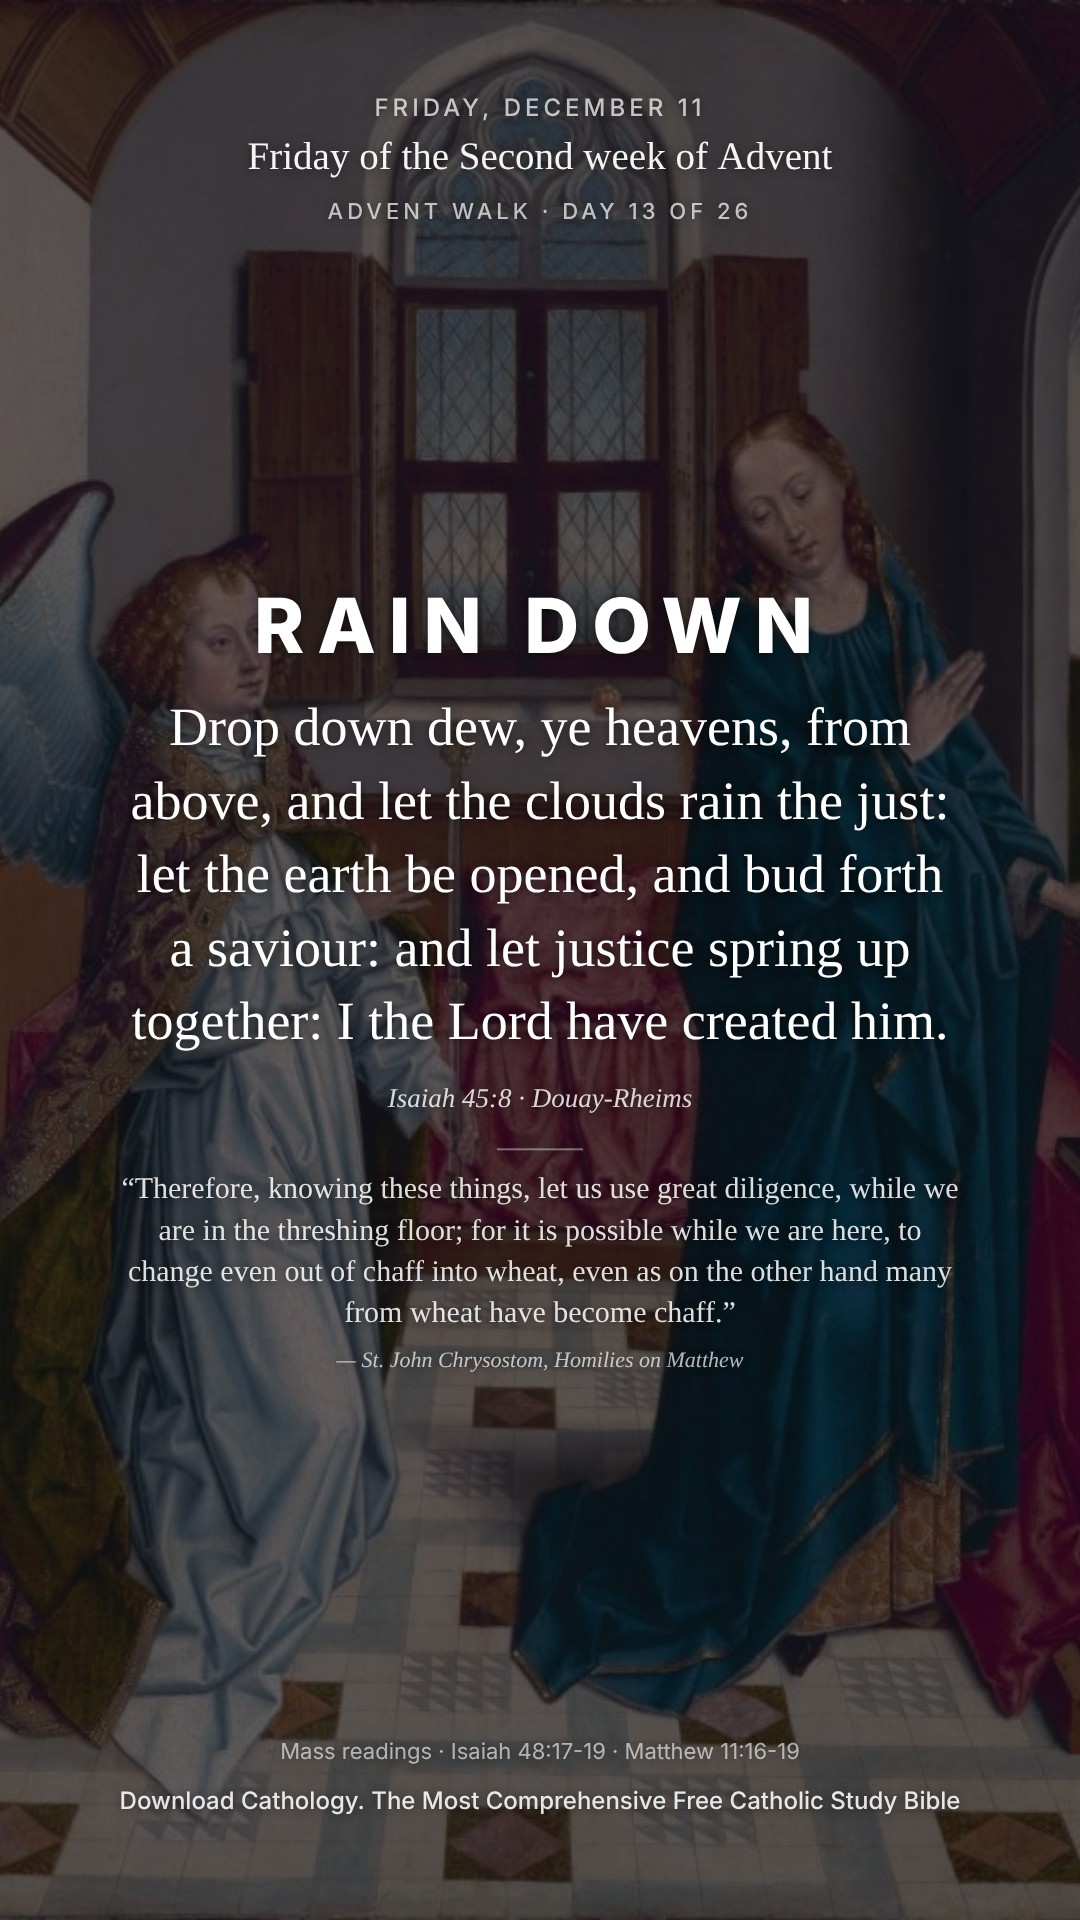 FRIDAY, DECEMBER 11
Friday of the Second week of Advent
ADVENT WALK · DAY 13 OF 26
RAIN DOWN
Drop down dew, ye heavens, from
above, and let the clouds rain the just:
let the earth be opened, and bud forth
a saviour: and let justice spring up
together: I the Lord have created him.
Isaiah 45:8 · Douay-Rheims
“Therefore, knowing these things, let us use great diligence, while we
are in the threshing floor; for it is possible while we are here, to
change even out of chaff into wheat, even as on the other hand many
from wheat have become chaff.”
— St. John Chrysostom, Homilies on Matthew
Mass readings · Isaiah 48:17-19 · Matthew 11:16-19
Download Cathology. The Most Comprehensive Free Catholic Study Bible